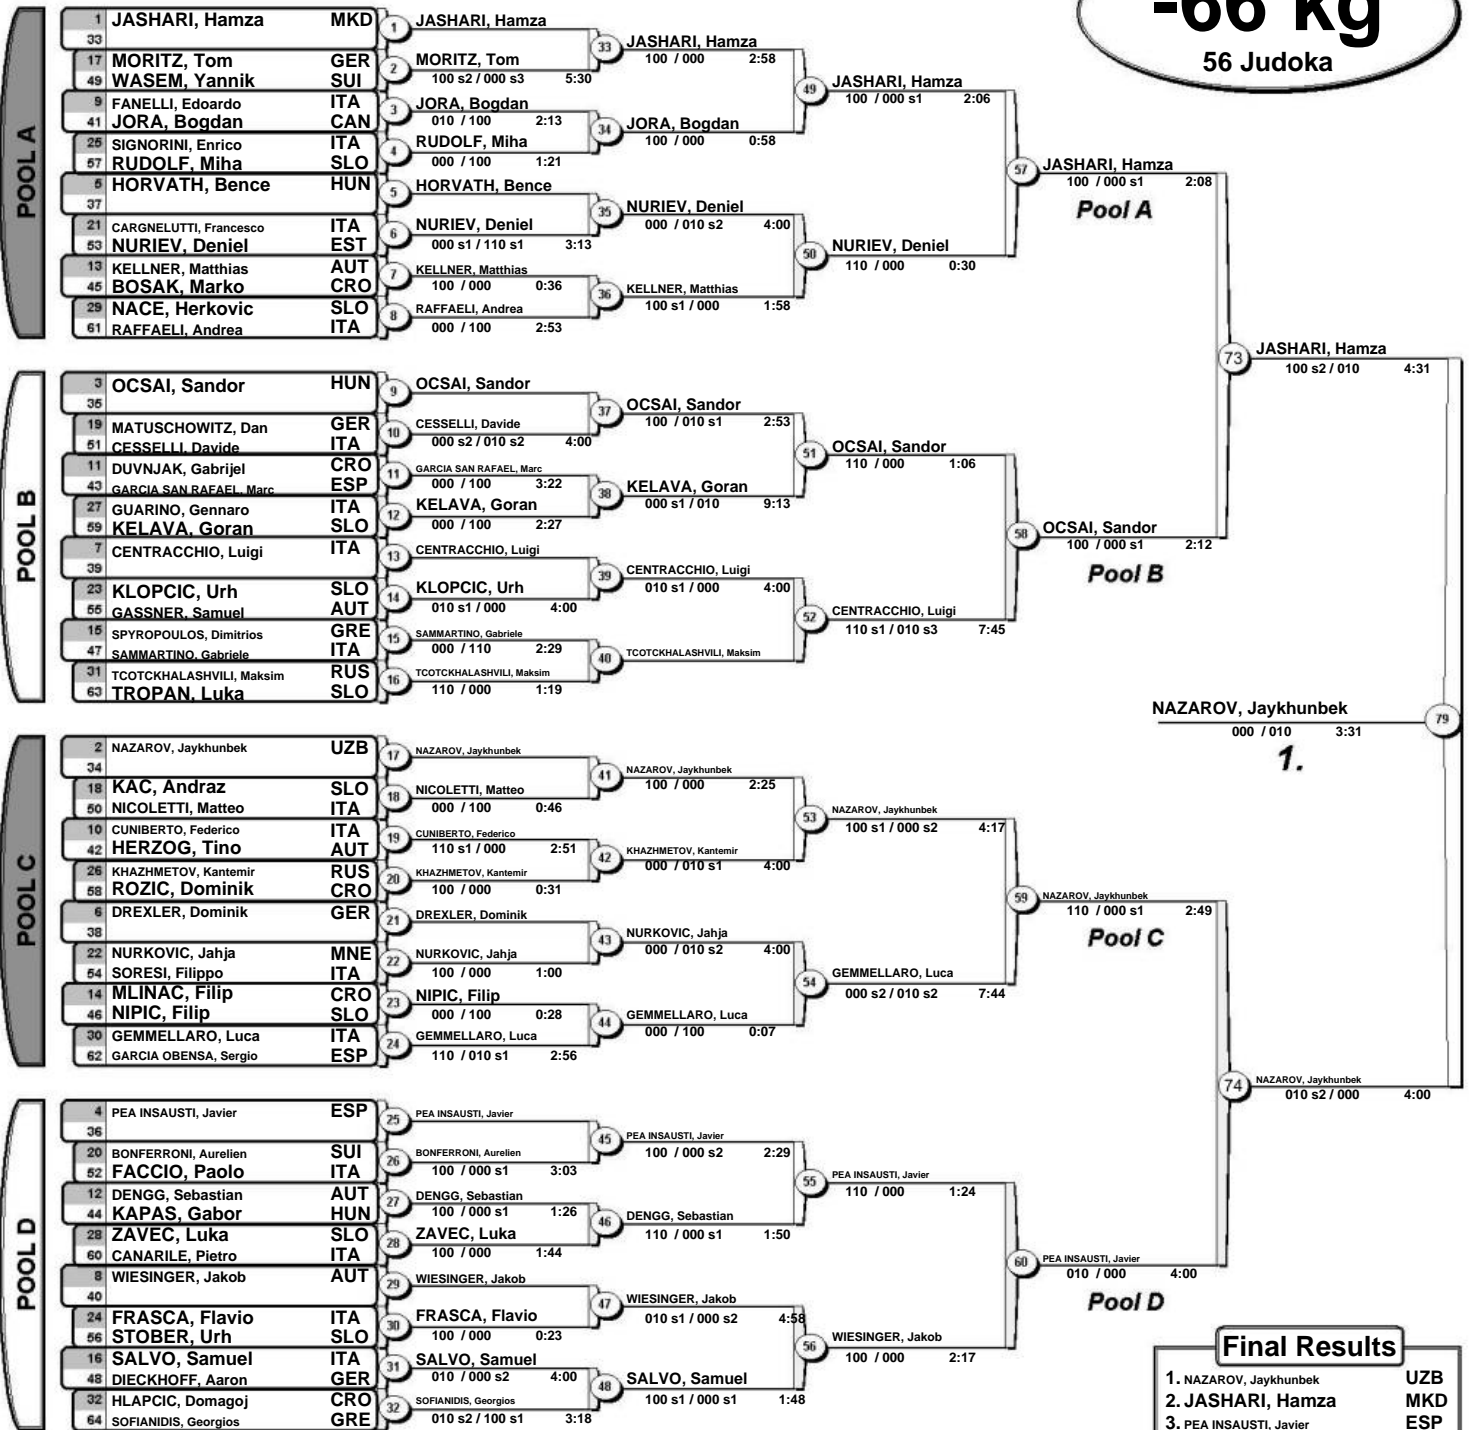 -66 kg
56 Judoka
POOL A
1 JASHARI, Hamza MKD
33
17 MORITZ, Tom GER
49 WASEM, Yannik SUI
9 FANELLI, Edoardo ITA
41 JORA, Bogdan CAN
25 SIGNORINI, Enrico ITA
57 RUDOLF, Miha SLO
5 HORVATH, Bence HUN
37
21 CARGNELUTTI, Francesco ITA
53 NURIEV, Deniel EST
13 KELLNER, Matthias AUT
45 BOSAK, Marko CRO
29 NACE, Herkovic SLO
61 RAFFAELI, Andrea ITA
1 JASHARI, Hamza
2 MORITZ, Tom
100 s2 / 000 s3 5:30
3 JORA, Bogdan
010 / 100 2:13
4 RUDOLF, Miha
000 / 100 1:21
5 HORVATH, Bence
6 NURIEV, Deniel
000 s1 / 110 s1 3:13
7 KELLNER, Matthias
100 / 000 0:36
8 RAFFAELI, Andrea
000 / 100 2:53
33 JASHARI, Hamza
100 / 000 2:58
34 JORA, Bogdan
100 / 000 0:58
35 NURIEV, Deniel
000 / 010 s2 4:00
36 KELLNER, Matthias
100 s1 / 000 1:58
49 JASHARI, Hamza
100 / 000 s1 2:06
50 NURIEV, Deniel
110 / 000 0:30
57 JASHARI, Hamza
100 / 000 s1 2:08
Pool A
POOL B
3 OCSAI, Sandor HUN
35
19 MATUSCHOWITZ, Dan GER
51 CESSELLI, Davide ITA
11 DUVNJAK, Gabrijel CRO
43 GARCIA SAN RAFAEL, Marc ESP
27 GUARINO, Gennaro ITA
59 KELAVA, Goran SLO
7 CENTRACCHIO, Luigi ITA
39
23 KLOPCIC, Urh SLO
55 GASSNER, Samuel AUT
15 SPYROPOULOS, Dimitrios GRE
47 SAMMARTINO, Gabriele ITA
31 TCOTCKHALASHVILI, Maksim RUS
63 TROPAN, Luka SLO
9 OCSAI, Sandor
10 CESSELLI, Davide
000 s2 / 010 s2 4:00
11 GARCIA SAN RAFAEL, Marc
000 / 100 3:22
12 KELAVA, Goran
000 / 100 2:27
13 CENTRACCHIO, Luigi
14 KLOPCIC, Urh
010 s1 / 000 4:00
15 SAMMARTINO, Gabriele
000 / 110 2:29
16 TCOTCKHALASHVILI, Maksim
110 / 000 1:19
37 OCSAI, Sandor
100 / 010 s1 2:53
38 KELAVA, Goran
000 s1 / 010 9:13
39 CENTRACCHIO, Luigi
010 s1 / 000 4:00
40 TCOTCKHALASHVILI, Maksim
51 OCSAI, Sandor
110 / 000 1:06
52 CENTRACCHIO, Luigi
110 s1 / 010 s3 7:45
58 OCSAI, Sandor
100 / 000 s1 2:12
Pool B
73 JASHARI, Hamza
100 s2 / 010 4:31
NAZAROV, Jaykhunbek 79
000 / 010 3:31
1.
POOL C
2 NAZAROV, Jaykhunbek UZB
34
18 KAC, Andraz SLO
50 NICOLETTI, Matteo ITA
10 CUNIBERTO, Federico ITA
42 HERZOG, Tino AUT
26 KHAZHMETOV, Kantemir RUS
58 ROZIC, Dominik CRO
6 DREXLER, Dominik GER
38
22 NURKOVIC, Jahja MNE
54 SORESI, Filippo ITA
14 MLINAC, Filip CRO
46 NIPIC, Filip SLO
30 GEMMELLARO, Luca ITA
62 GARCIA OBENSA, Sergio ESP
17 NAZAROV, Jaykhunbek
18 NICOLETTI, Matteo
000 / 100 0:46
19 CUNIBERTO, Federico
110 s1 / 000 2:51
20 KHAZHMETOV, Kantemir
100 / 000 0:31
21 DREXLER, Dominik
22 NURKOVIC, Jahja
100 / 000 1:00
23 NIPIC, Filip
000 / 100 0:28
24 GEMMELLARO, Luca
110 / 010 s1 2:56
41 NAZAROV, Jaykhunbek
100 / 000 2:25
42 KHAZHMETOV, Kantemir
000 / 010 s1 4:00
43 NURKOVIC, Jahja
000 / 010 s2 4:00
44 GEMMELLARO, Luca
000 / 100 0:07
53 NAZAROV, Jaykhunbek
100 s1 / 000 s2 4:17
54 GEMMELLARO, Luca
000 s2 / 010 s2 7:44
59 NAZAROV, Jaykhunbek
110 / 000 s1 2:49
Pool C
74 NAZAROV, Jaykhunbek
010 s2 / 000 4:00
POOL D
4 PEA INSAUSTI, Javier ESP
36
20 BONFERRONI, Aurelien SUI
52 FACCIO, Paolo ITA
12 DENGG, Sebastian AUT
44 KAPAS, Gabor HUN
28 ZAVEC, Luka SLO
60 CANARILE, Pietro ITA
8 WIESINGER, Jakob AUT
40
24 FRASCA, Flavio ITA
56 STOBER, Urh SLO
16 SALVO, Samuel ITA
48 DIECKHOFF, Aaron GER
32 HLAPCIC, Domagoj CRO
64 SOFIANIDIS, Georgios GRE
25 PEA INSAUSTI, Javier
26 BONFERRONI, Aurelien
100 / 000 s1 3:03
27 DENGG, Sebastian
100 / 000 s1 1:26
28 ZAVEC, Luka
100 / 000 1:44
29 WIESINGER, Jakob
30 FRASCA, Flavio
100 / 000 0:23
31 SALVO, Samuel
010 / 000 s2 4:00
32 SOFIANIDIS, Georgios
010 s2 / 100 s1 3:18
45 PEA INSAUSTI, Javier
100 / 000 s2 2:29
46 DENGG, Sebastian
110 / 000 s1 1:50
47 WIESINGER, Jakob
010 s1 / 000 s2 4:58
48 SALVO, Samuel
100 s1 / 000 s1 1:48
55 PEA INSAUSTI, Javier
110 / 000 1:24
56 WIESINGER, Jakob
100 / 000 2:17
60 PEA INSAUSTI, Javier
010 / 000 4:00
Pool D
Final Results
1. NAZAROV, Jaykhunbek UZB
2. JASHARI, Hamza MKD
3. PEA INSAUSTI, Javier ESP